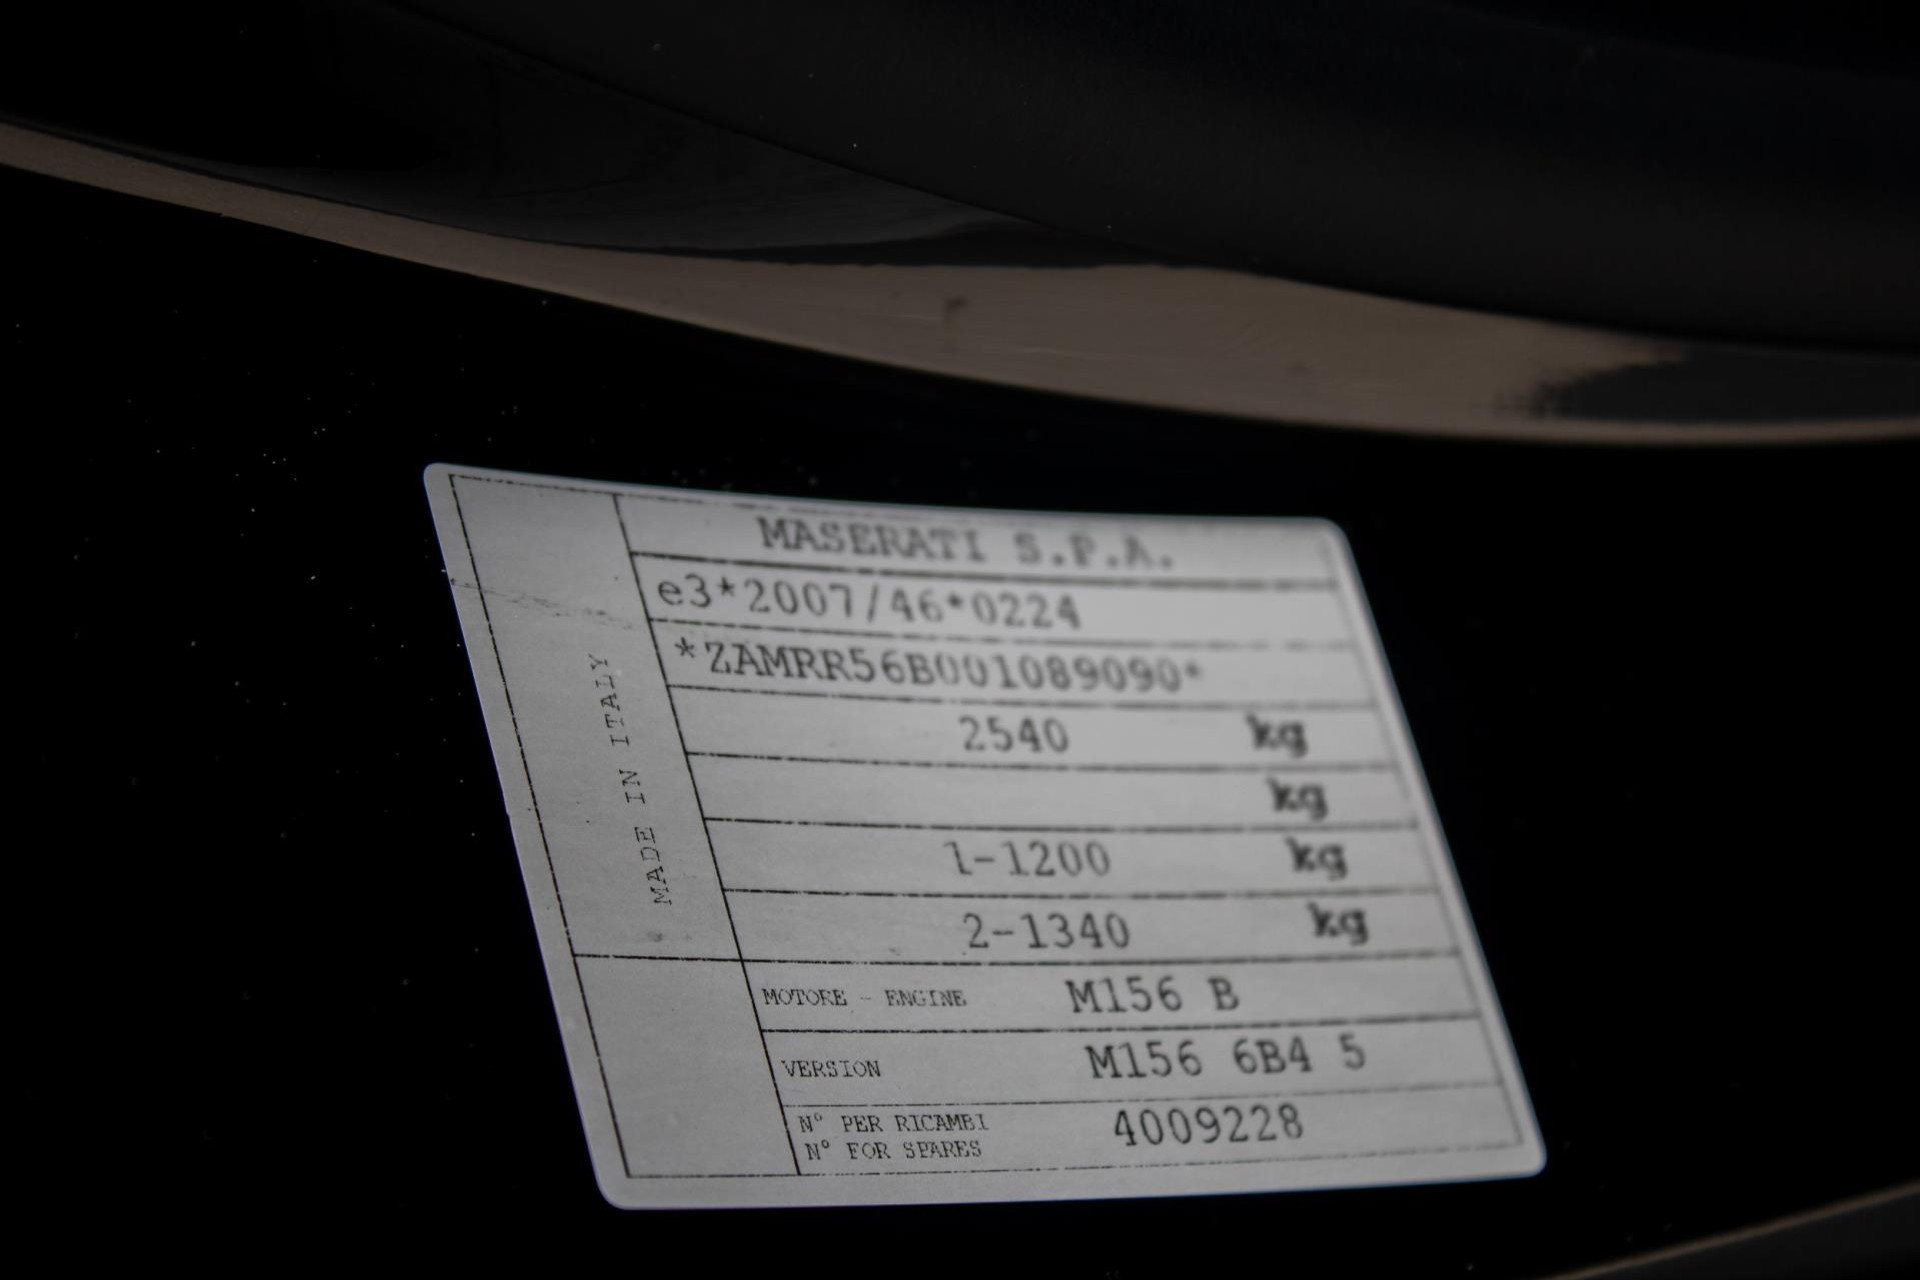 MASERATI S.P.A.
e3*2007/46*0224
*ZAMRR56B001089090*
2540 kg
kg
1-1200 kg
2-1340 kg
MADE IN ITALY
MOTORE - ENGINE M156 B
VERSION M156 6B4 5
N° PER RICAMBI
N° FOR SPARES 4009228